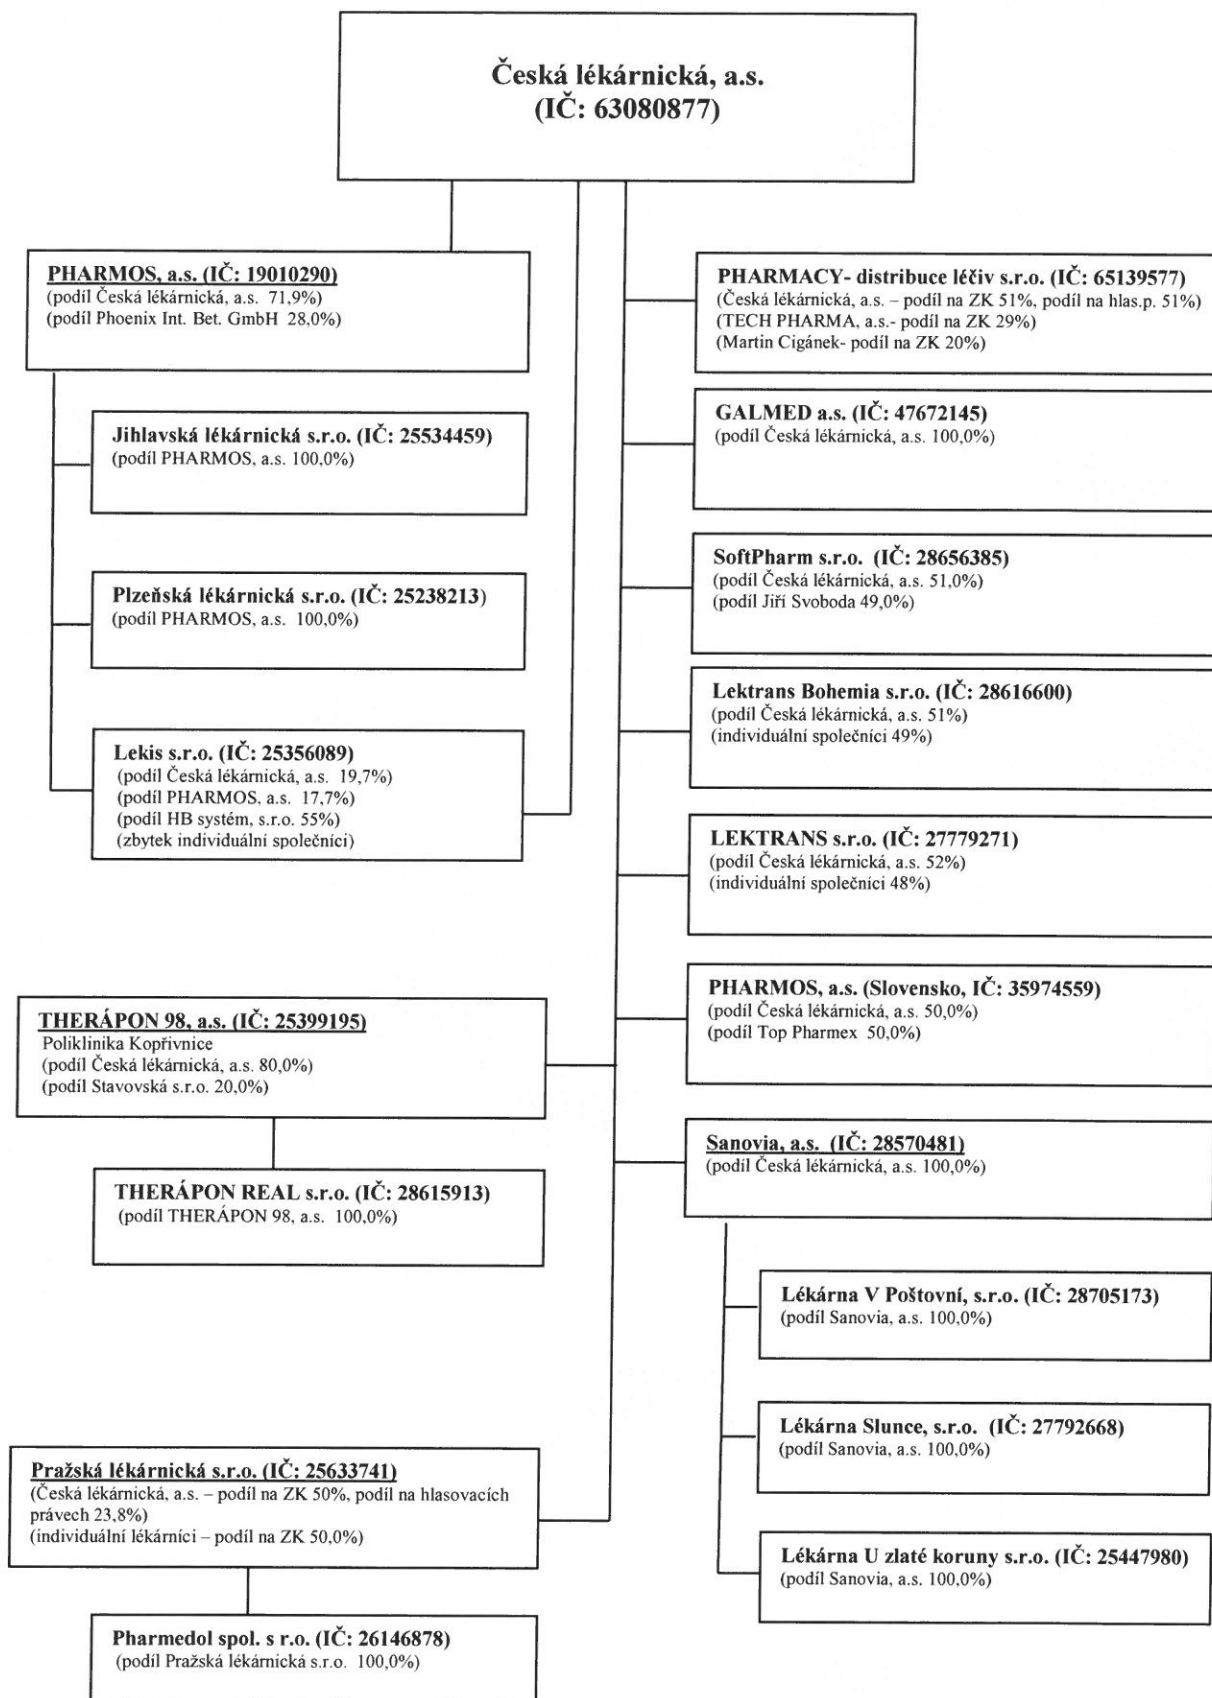 Česká lékárnická, a.s.
(IČ: 63080877)
PHARMOS, a.s. (IČ: 19010290)
(podíl Česká lékárnická, a.s. 71,9%)
(podíl Phoenix Int. Bet. GmbH 28,0%)
Jihlavská lékárnická s.r.o. (IČ: 25534459)
(podíl PHARMOS, a.s. 100,0%)
Plzeňská lékárnická s.r.o. (IČ: 25238213)
(podíl PHARMOS, a.s. 100,0%)
Lekis s.r.o. (IČ: 25356089)
(podíl Česká lékárnická, a.s. 19,7%)
(podíl PHARMOS, a.s. 17,7%)
(podíl HB systém, s.r.o. 55%)
(zbytek individuální společníci)
THERÁPON 98, a.s. (IČ: 25399195)
Poliklinika Kopřivnice
(podíl Česká lékárnická, a.s. 80,0%)
(podíl Stavovská s.r.o. 20,0%)
THERÁPON REAL s.r.o. (IČ: 28615913)
(podíl THERÁPON 98, a.s. 100,0%)
Pražská lékárnická s.r.o. (IČ: 25633741)
(Česká lékárnická, a.s. – podíl na ZK 50%, podíl na hlasovacích
právech 23,8%)
(individuální lékárníci – podíl na ZK 50,0%)
Pharmedol spol. s r.o. (IČ: 26146878)
(podíl Pražská lékárnická s.r.o. 100,0%)
PHARMACY- distribuce léčiv s.r.o. (IČ: 65139577)
(Česká lékárnická, a.s. – podíl na ZK 51%, podíl na hlas.p. 51%)
(TECH PHARMA, a.s.- podíl na ZK 29%)
(Martin Cigánek- podíl na ZK 20%)
GALMED a.s. (IČ: 47672145)
(podíl Česká lékárnická, a.s. 100,0%)
SoftPharm s.r.o. (IČ: 28656385)
(podíl Česká lékárnická, a.s. 51,0%)
(podíl Jiří Svoboda 49,0%)
Lektrans Bohemia s.r.o. (IČ: 28616600)
(podíl Česká lékárnická, a.s. 51%)
(individuální společníci 49%)
LEKTRANS s.r.o. (IČ: 27779271)
(podíl Česká lékárnická, a.s. 52%)
(individuální společníci 48%)
PHARMOS, a.s. (Slovensko, IČ: 35974559)
(podíl Česká lékárnická, a.s. 50,0%)
(podíl Top Pharmex 50,0%)
Sanovia, a.s. (IČ: 28570481)
(podíl Česká lékárnická, a.s. 100,0%)
Lékárna V Poštovní, s.r.o. (IČ: 28705173)
(podíl Sanovia, a.s. 100,0%)
Lékárna Slunce, s.r.o. (IČ: 27792668)
(podíl Sanovia, a.s. 100,0%)
Lékárna U zlaté koruny s.r.o. (IČ: 25447980)
(podíl Sanovia, a.s. 100,0%)